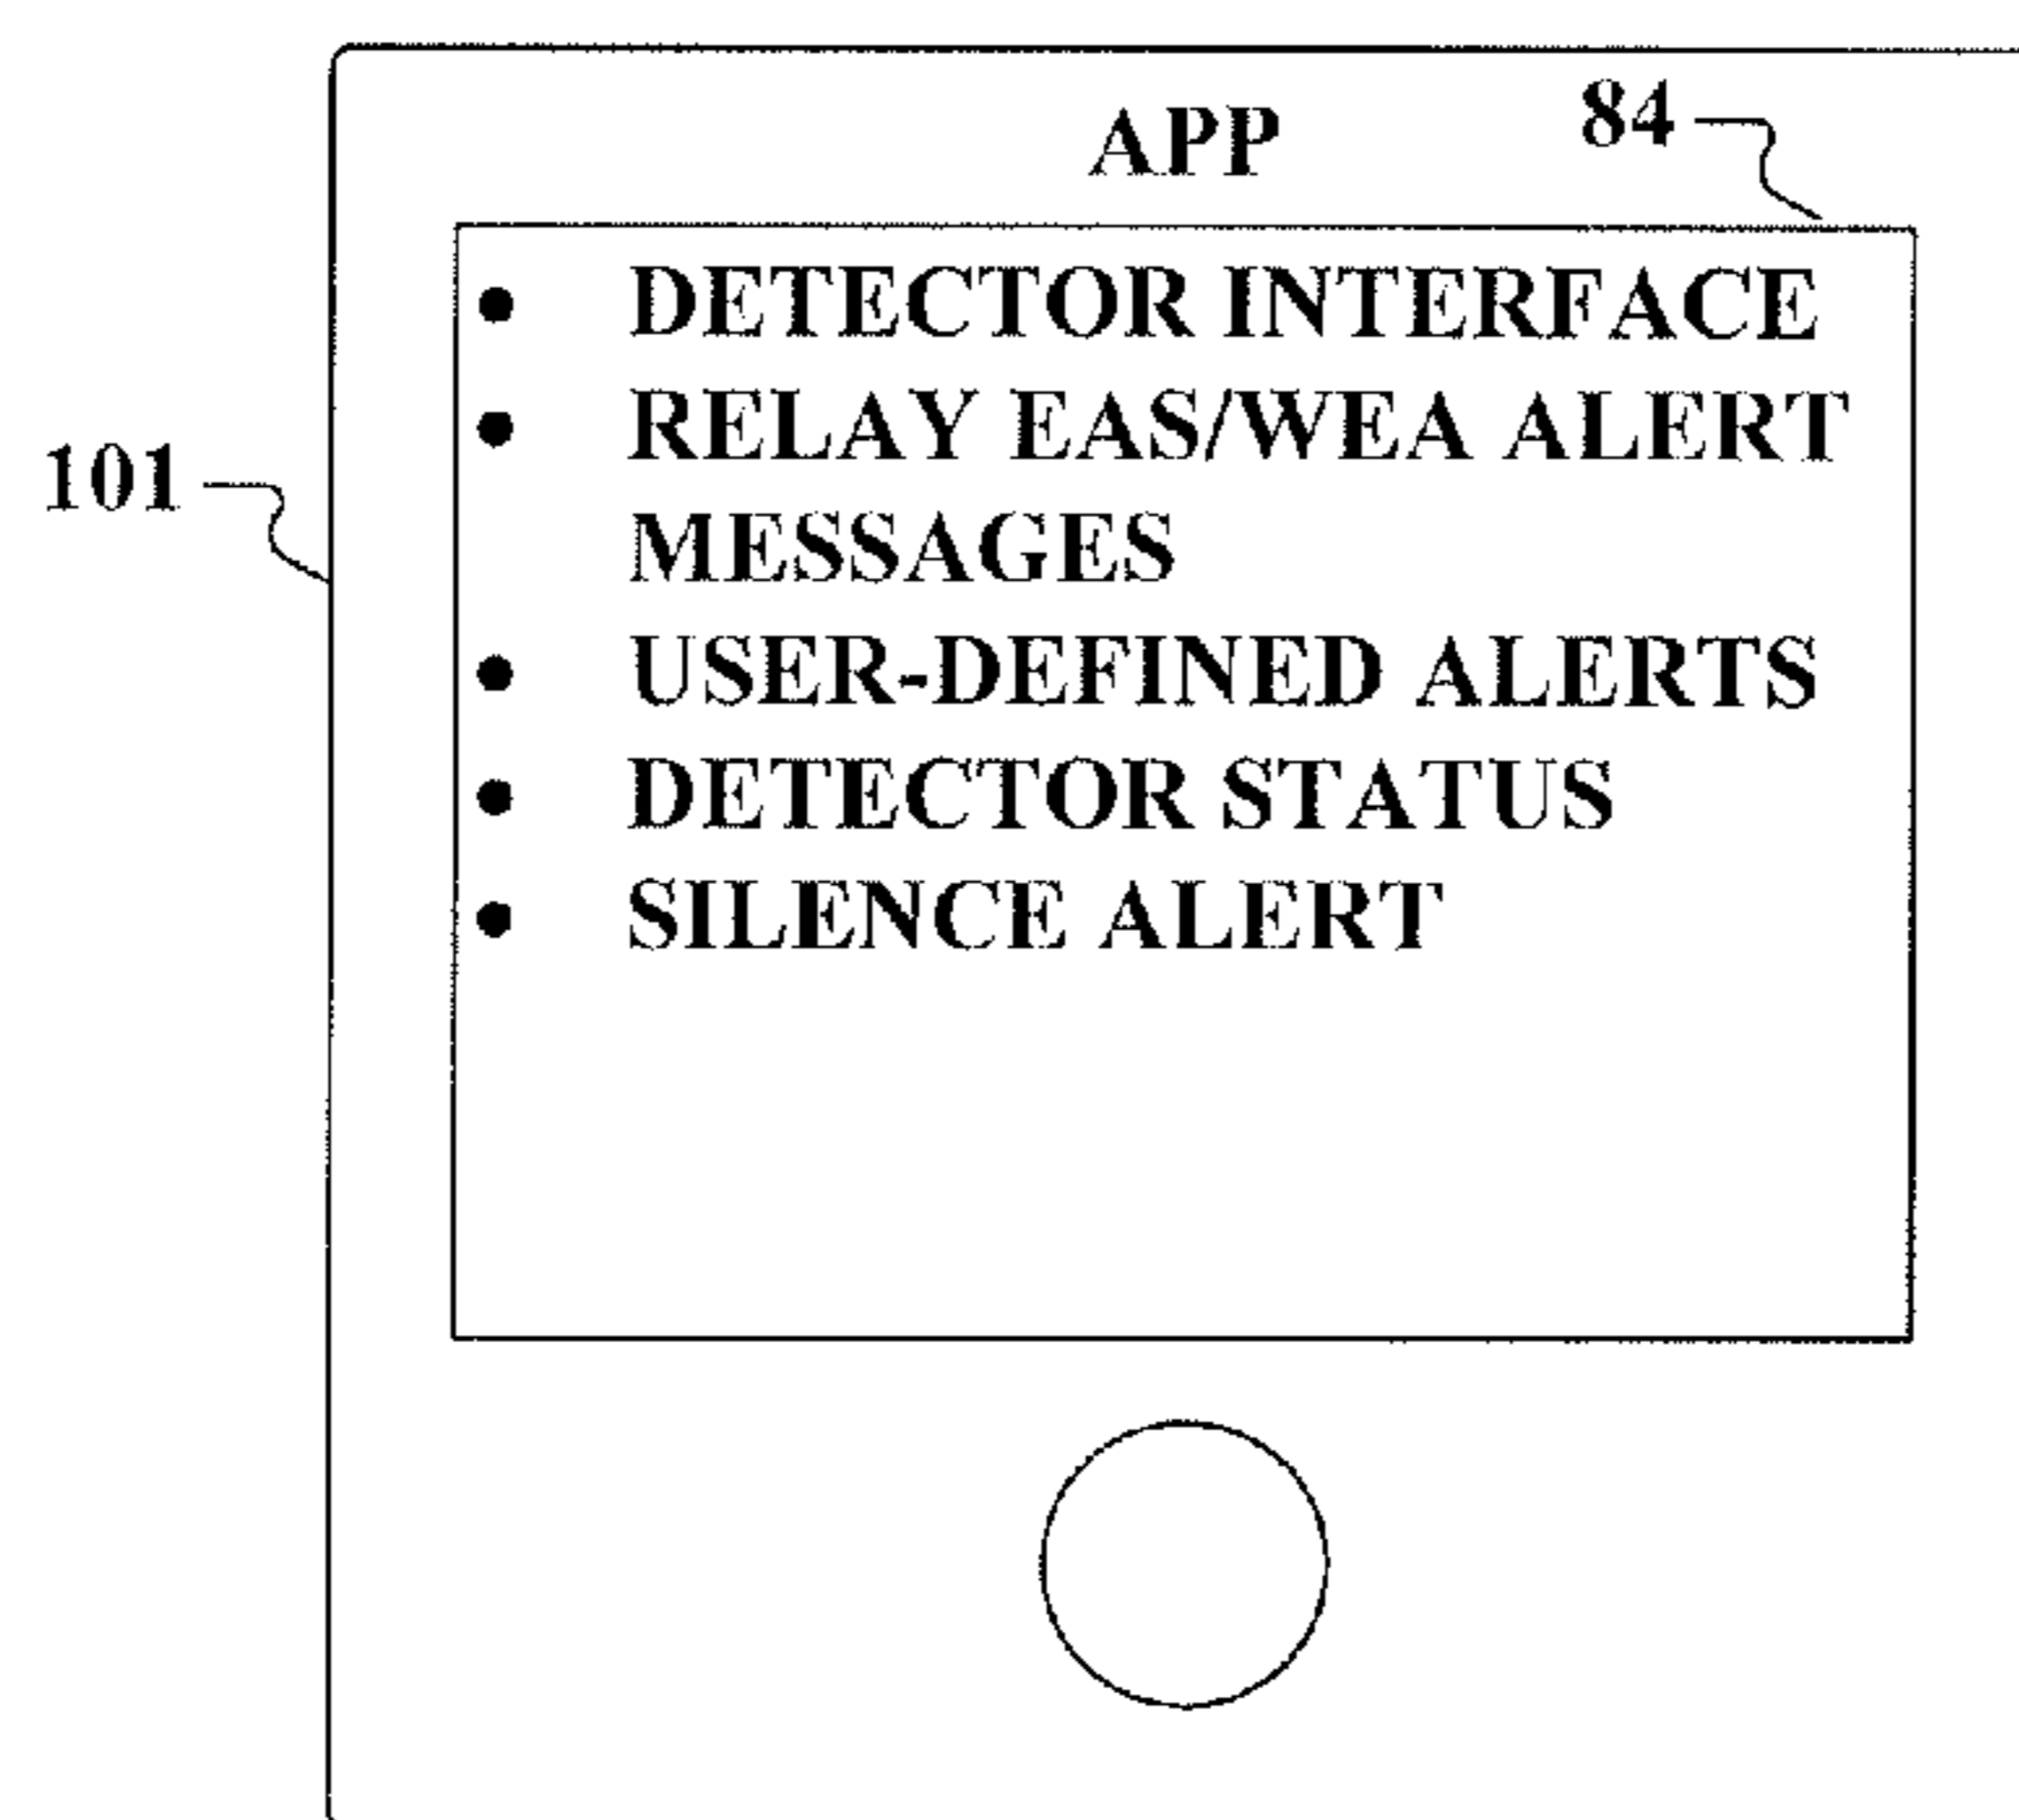 APP
84
• DETECTOR INTERFACE
• RELAY EAS/WEA ALERT
MESSAGES
101
• USER-DEFINED ALERTS
• DETECTOR STATUS
• SILENCE ALERT